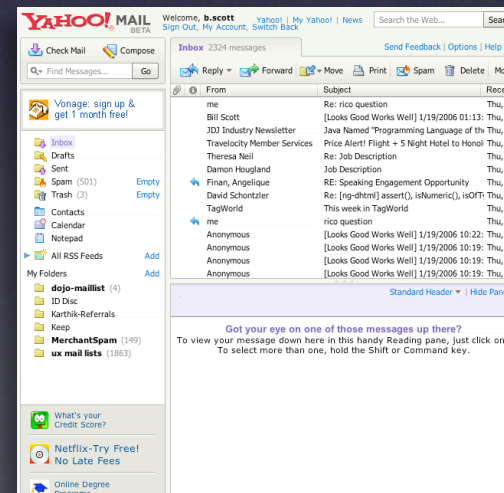 YAHOO! MAIL
BETA
Welcome, b.scott Yahoo! | My Yahoo! | News
Sign Out, My Account, Switch Back
Search the Web...
Check Mail Compose
Find Messages... Go
Inbox 2324 messages
Send Feedback | Options | Help
Reply Forward Move Print Spam Delete
From Subject
me Re: rico question Thu,
Bill Scott [Looks Good Works Well] 1/19/2006 01:13: Thu,
JDJ Industry Newsletter Java Named "Programming Language of th Thu,
Travelocity Member Services Price Alert! Flight + 5 Night Hotel to Honol Thu,
Theresa Neil Re: Job Description Thu,
Damon Hougland Job Description Thu,
Finan, Angelique RE: Speaking Engagement Opportunity Thu,
David Schontzler Re: [ng-dhtml] assert(), isNumeric(), isOfT Thu,
TagWorld This week in TagWorld Thu,
me rico question Thu,
Anonymous [Looks Good Works Well] 1/19/2006 10:22: Thu,
Anonymous [Looks Good Works Well] 1/19/2006 10:19: Thu,
Anonymous [Looks Good Works Well] 1/19/2006 10:19: Thu,
Anonymous [Looks Good Works Well] 1/19/2006 10:19: Thu,
Vonage: sign up &
get 1 month free!
Inbox
Drafts
Sent
Spam (501) Empty
Trash (3) Empty
Contacts
Calendar
Notepad
All RSS Feeds Add
My Folders Add
dojo-maillist (4)
ID Disc
Karthik-Referrals
Keep
MerchantSpam (149)
ux mail lists (1863)
Standard Header | Hide Pan
Got your eye on one of those messages up there?
To view your message down here in this handy Reading pane, just click on
To select more than one, hold the Shift or Command key.
What's your
Credit Score?
Netflix-Try Free!
No Late Fees
Online Degree